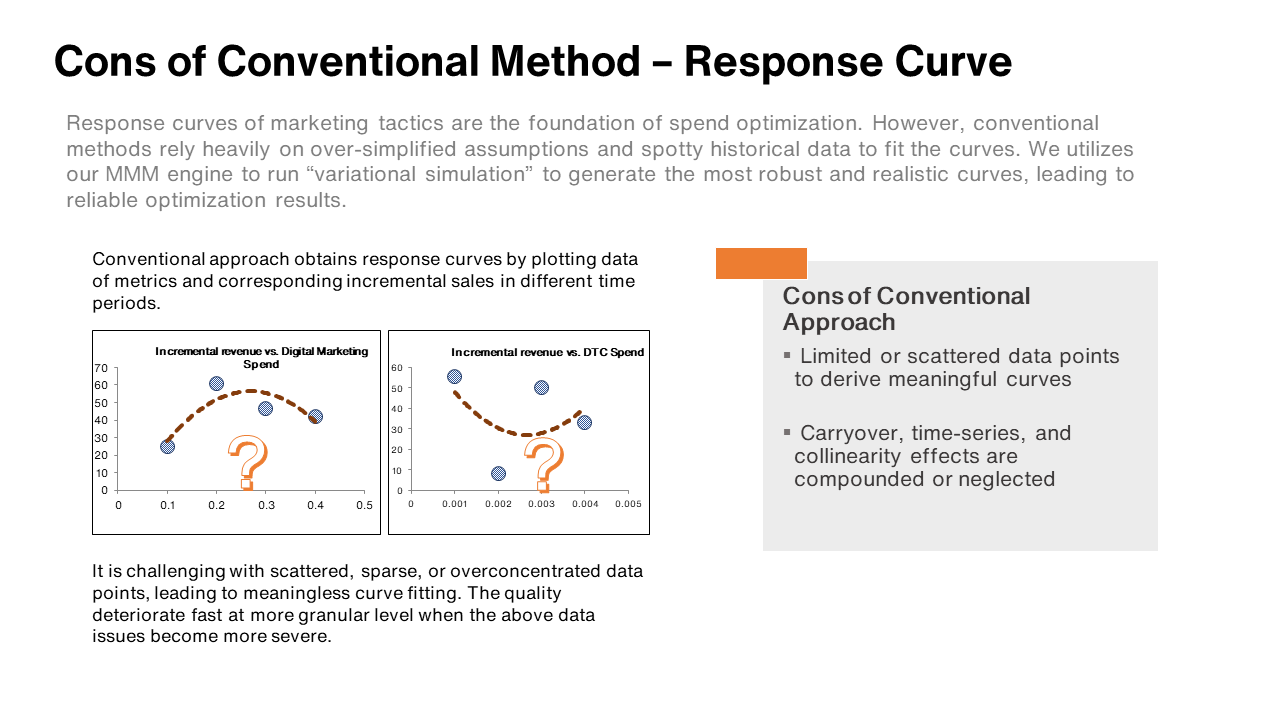 Cons of Conventional Method – Response Curve
Response curves of marketing tactics are the foundation of spend optimization. However, conventional
methods rely heavily on over-simplified assumptions and spotty historical data to fit the curves. We utilizes
our MMM engine to run “variational simulation” to generate the most robust and realistic curves, leading to
reliable optimization results.
Conventional approach obtains response curves by plotting data
of metrics and corresponding incremental sales in different time
periods.
Incremental revenue vs. Digital Marketing
Spend
70
60
50
40
30
20
10
0
0 0.1 0.2 0.3 0.4 0.5
?
Incremental revenue vs. DTC Spend
60
50
40
30
20
10
0
0 0.001 0.002 0.003 0.004 0.005
?
It is challenging with scattered, sparse, or overconcentrated data
points, leading to meaningless curve fitting. The quality
deteriorate fast at more granular level when the above data
issues become more severe.
Cons of Conventional
Approach
▪ Limited or scattered data points
to derive meaningful curves
▪ Carryover, time-series, and
collinearity effects are
compounded or neglected